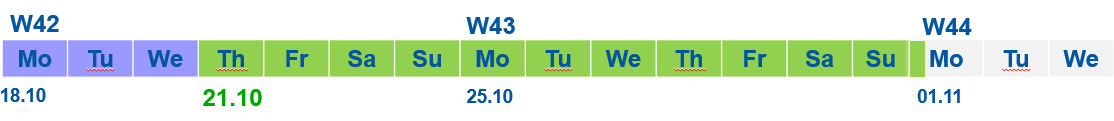 W42 W43 W44
Mo Tu We Th Fr Sa Su Mo Tu We Th Fr Sa Su Mo Tu We
18.10 21.10 25.10 01.11